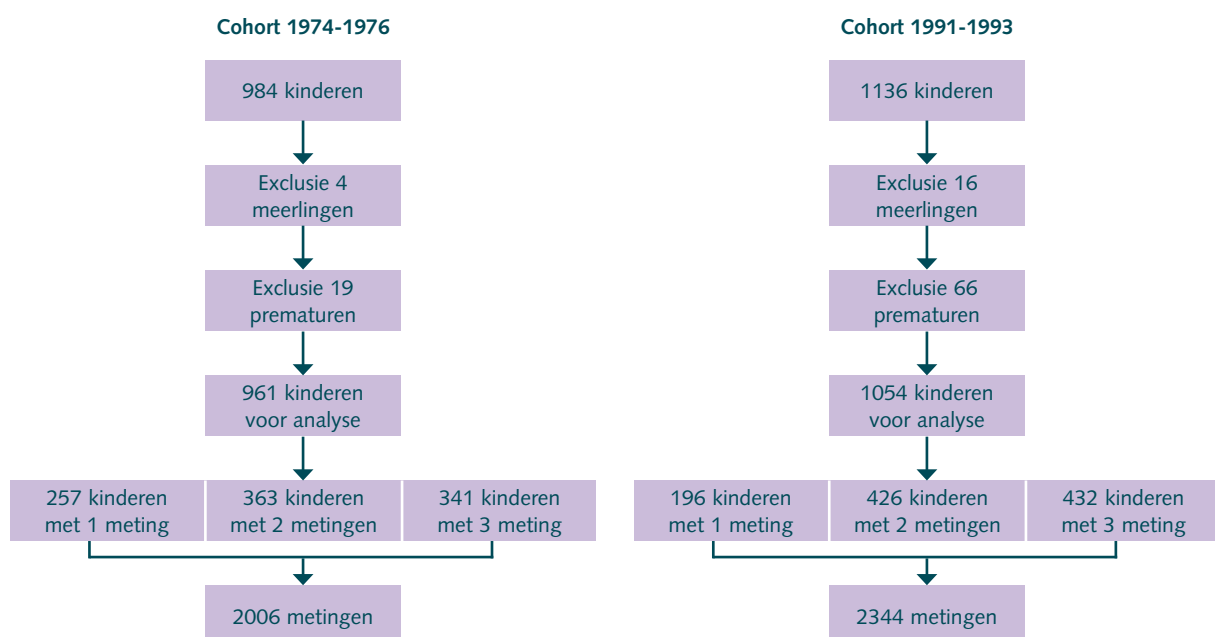 Cohort 1974-1976
984 kinderen
Exclusie 4
meerlingen
Exclusie 19
prematuren
961 kinderen
voor analyse
257 kinderen
met 1 meting
363 kinderen
met 2 metingen
341 kinderen
met 3 meting
2006 metingen
Cohort 1991-1993
1136 kinderen
Exclusie 16
meerlingen
Exclusie 66
prematuren
1054 kinderen
voor analyse
196 kinderen
met 1 meting
426 kinderen
met 2 metingen
432 kinderen
met 3 meting
2344 metingen